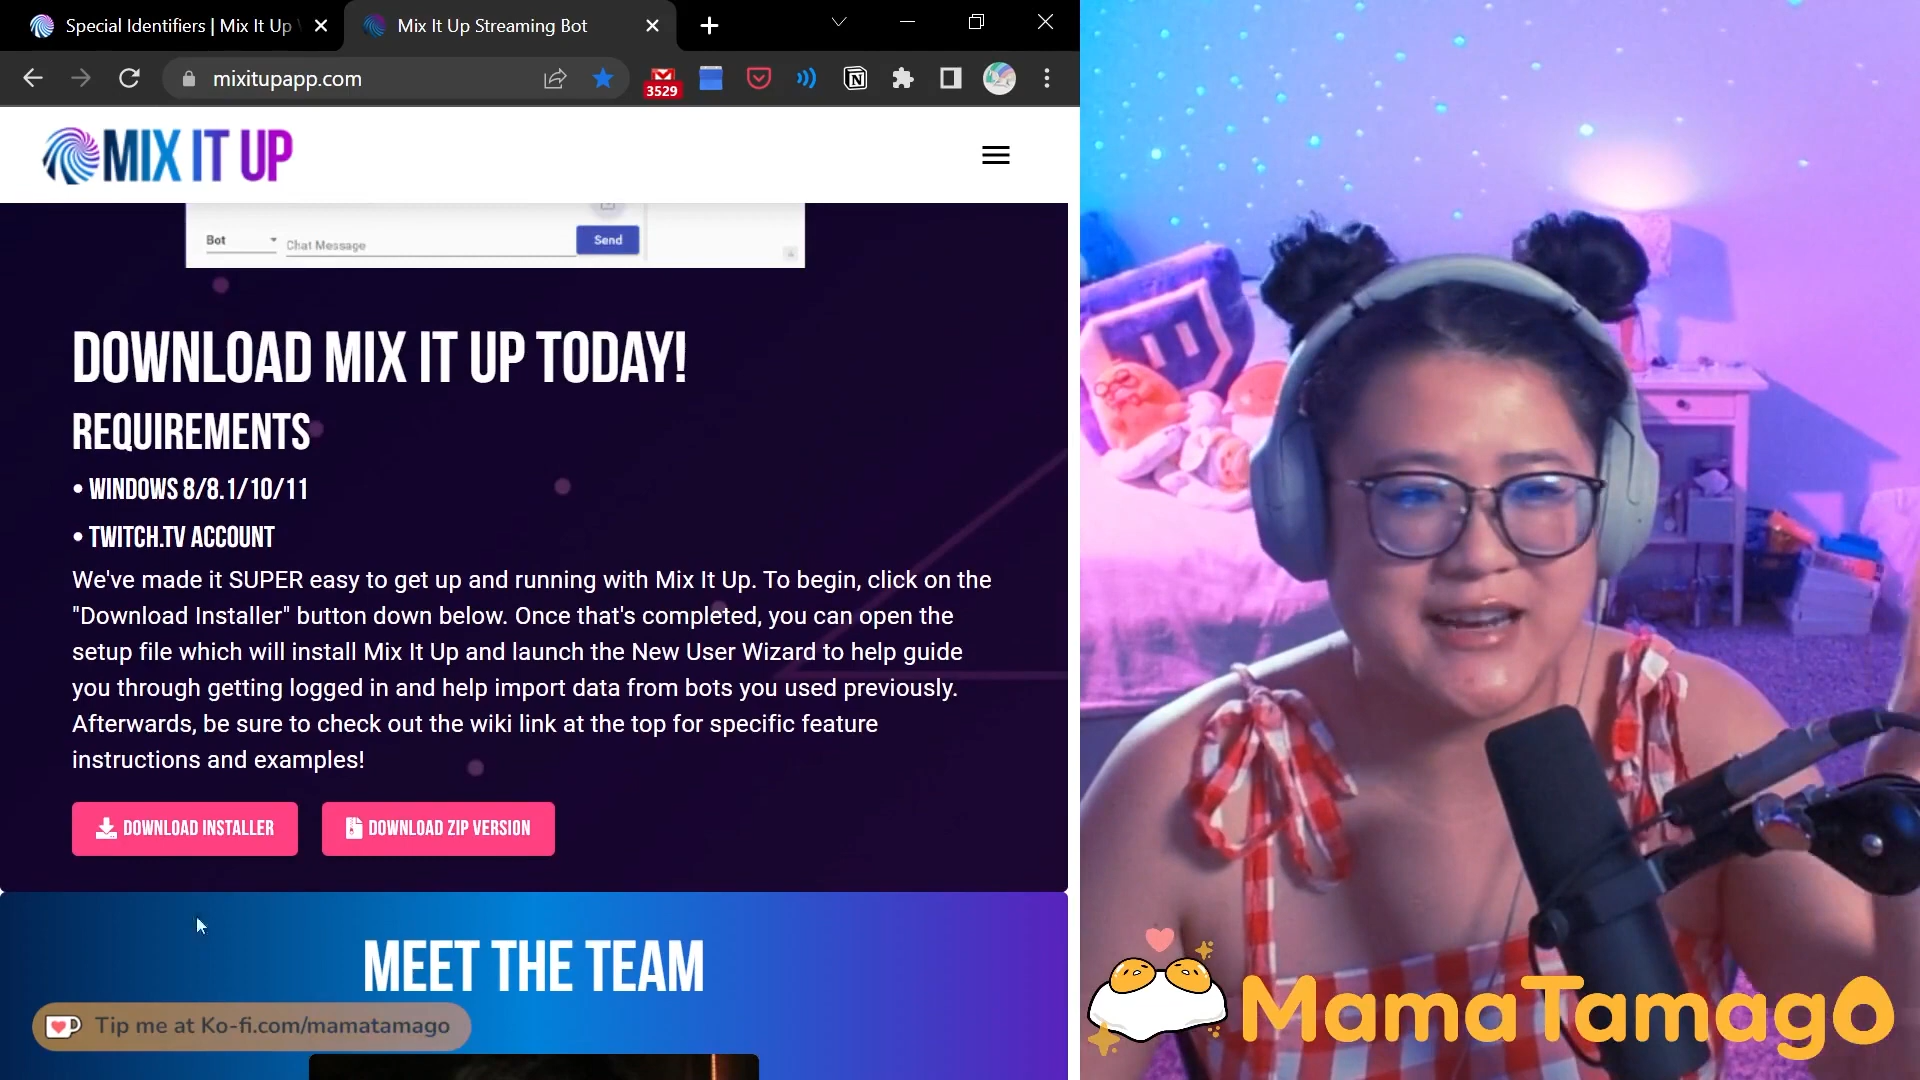 Special Identifiers | Mix It Up
Mix It Up Streaming Bot
mixitupapp.com
3529
MIX IT UP
Bot
Chat Message
Send
DOWNLOAD MIX IT UP TODAY!
REQUIREMENTS
• WINDOWS 8/8.1/10/11
• TWITCH.TV ACCOUNT
We've made it SUPER easy to get up and running with Mix It Up. To begin, click on the
"Download Installer" button down below. Once that's completed, you can open the
setup file which will install Mix It Up and launch the New User Wizard to help guide
you through getting logged in and help import data from bots you used previously.
Afterwards, be sure to check out the wiki link at the top for specific feature
instructions and examples!
DOWNLOAD INSTALLER
DOWNLOAD ZIP VERSION
MEET THE TEAM
Tip me at Ko-fi.com/mamatamago
MamaTamago